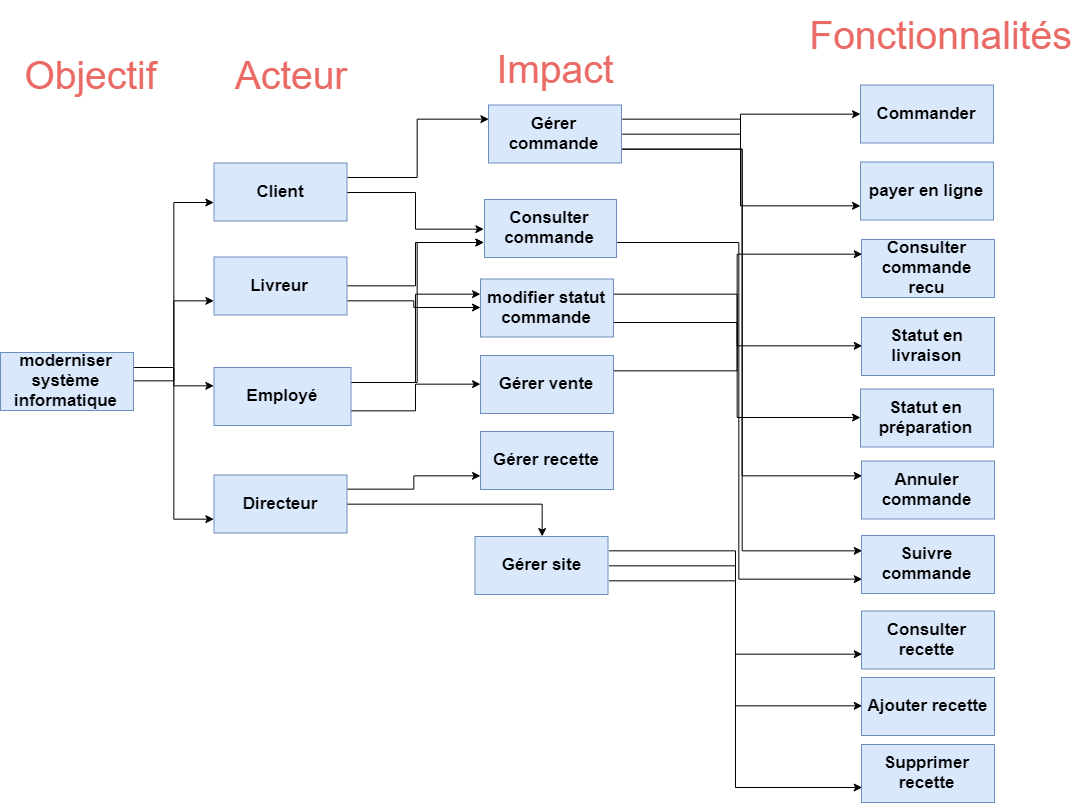 Objectif
Acteur
Impact
Fonctionnalités
moderniser
système
informatique
Client
Livreur
Employé
Directeur
Gérer
commande
Consulter
commande
modifier statut
commande
Gérer vente
Gérer recette
Gérer site
Commander
payer en ligne
Consulter
commande
recu
Statut en
livraison
Statut en
préparation
Annuler
commande
Suivre
commande
Consulter
recette
Ajouter recette
Supprimer
recette